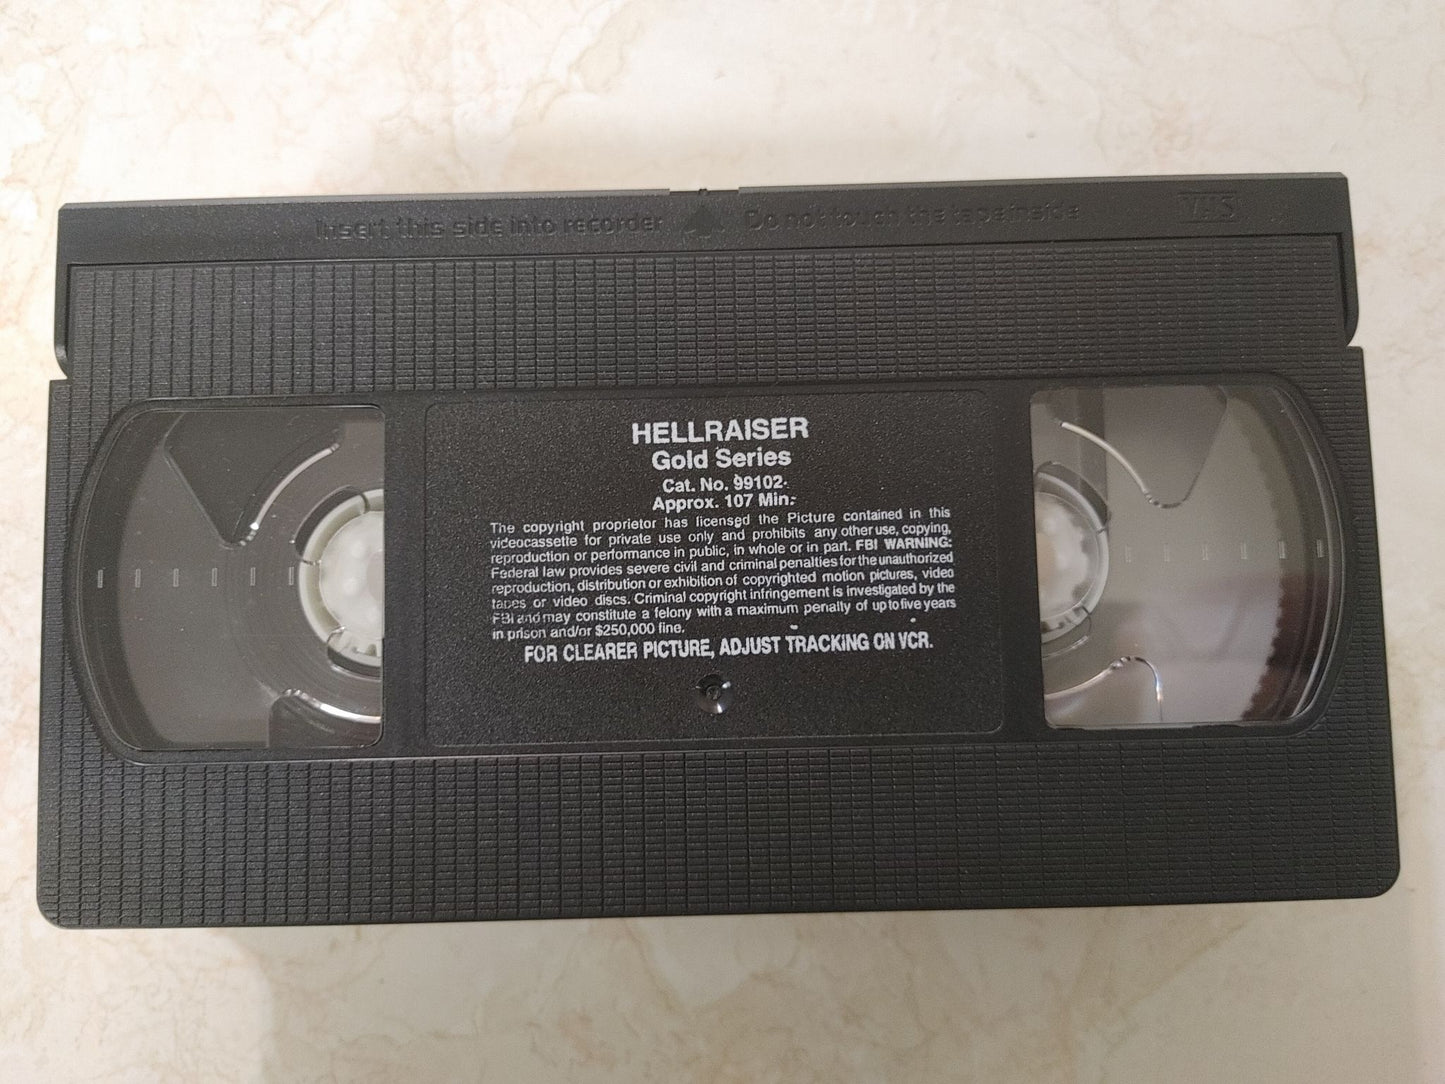 Insert this side into recorder Do not touch the tape inside VHS
HELLRAISER
Gold Series
Cat. No. 99102
Approx. 107 Min.
The copyright proprietor has licensed the Picture contained in this
videocassette for private use only and prohibits any other use, copying,
reproduction or performance in public, in whole or in part. FBI WARNING:
Federal law provides severe civil and criminal penalties for the unauthorized
reproduction, distribution or exhibition of copyrighted motion pictures, video
tapes or video discs. Criminal copyright infringement is investigated by the
FBI and may constitute a felony with a maximum penalty of up to five years
in prison and/or $250,000 fine.
FOR CLEARER PICTURE, ADJUST TRACKING ON VCR.